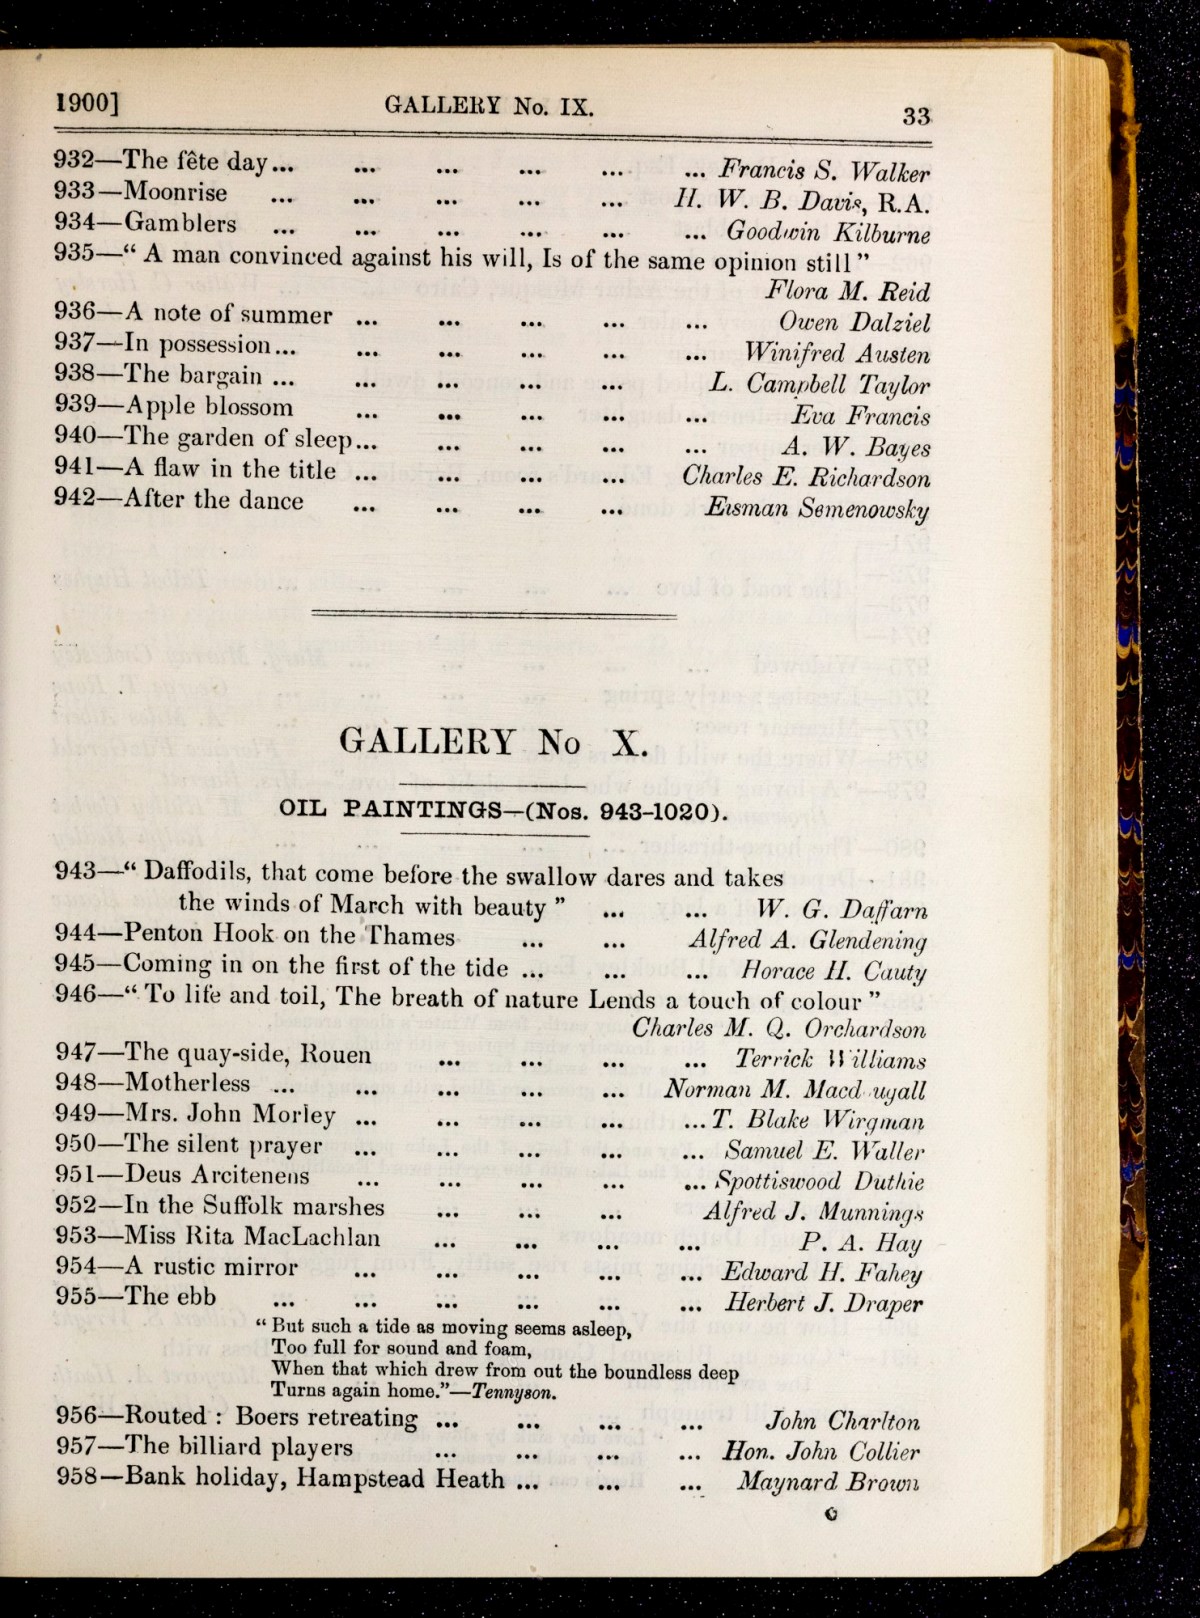 1900] GALLERY No. IX. 33
932—The fête day... ... ... ... ... ... Francis S. Walker
933—Moonrise ... ... ... ... ... H. W. B. Davis, R.A.
934—Gamblers ... ... ... ... ... ... Goodwin Kilburne
935—“ A man convinced against his will, Is of the same opinion still ”
Flora M. Reid
936—A note of summer ... ... ... ... ... Owen Dalziel
937—In possession... ... ... ... ... ... Winifred Austen
938—The bargain ... ... ... ... ... L. Campbell Taylor
939—Apple blossom ... ... ... ... ... Eva Francis
940—The garden of sleep... ... ... ... ... A. W. Bayes
941—A flaw in the title ... ... ... ... Charles E. Richardson
942—After the dance ... ... ... ... Eisman Semenowsky
GALLERY No X.
OIL PAINTINGS—(Nos. 943-1020).
943—“ Daffodils, that come before the swallow dares and takes
the winds of March with beauty ” ... ... W. G. Daffarn
944—Penton Hook on the Thames ... ... Alfred A. Glendening
945—Coming in on the first of the tide ... ... ... Horace H. Cauty
946—“ To life and toil, The breath of nature Lends a touch of colour ”
Charles M. Q. Orchardson
947—The quay-side, Rouen ... ... ... ... Terrick Williams
948—Motherless ... ... ... ... ... Norman M. Macdougall
949—Mrs. John Morley ... ... ... ... ... T. Blake Wirgman
950—The silent prayer ... ... ... ... ... Samuel E. Waller
951—Deus Arcitenens ... ... ... ... ... Spottiswood Duthie
952—In the Suffolk marshes ... ... ... Alfred J. Munnings
953—Miss Rita MacLachlan ... ... ... ... P. A. Hay
954—A rustic mirror ... ... ... ... ... Edward H. Fahey
955—The ebb ... ... ... ... ... ... Herbert J. Draper
“ But such a tide as moving seems asleep,
Too full for sound and foam,
When that which drew from out the boundless deep
Turns again home.”—Tennyson.
956—Routed : Boers retreating ... ... ... ... John Charlton
957—The billiard players ... ... ... ... Hon. John Collier
958—Bank holiday, Hampstead Heath ... ... ... Maynard Brown
C